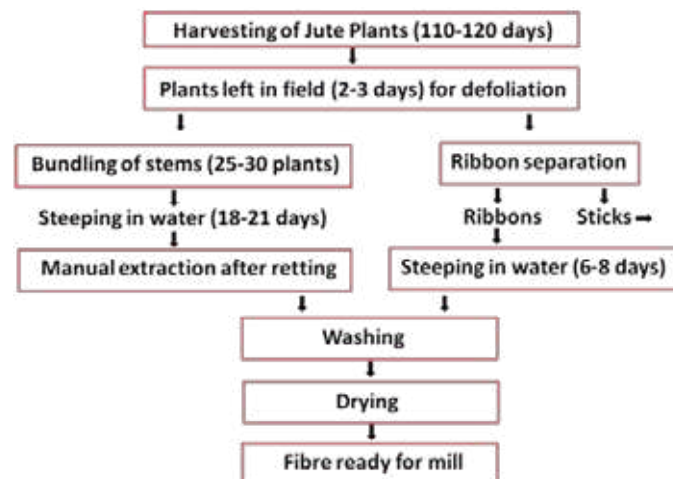 Harvesting of Jute Plants (110-120 days)
Plants left in field (2-3 days) for defoliation
Bundling of stems (25-30 plants)
Ribbon separation
Steeping in water (18-21 days)
Ribbons
Sticks
Manual extraction after retting
Steeping in water (6-8 days)
Washing
Drying
Fibre ready for mill